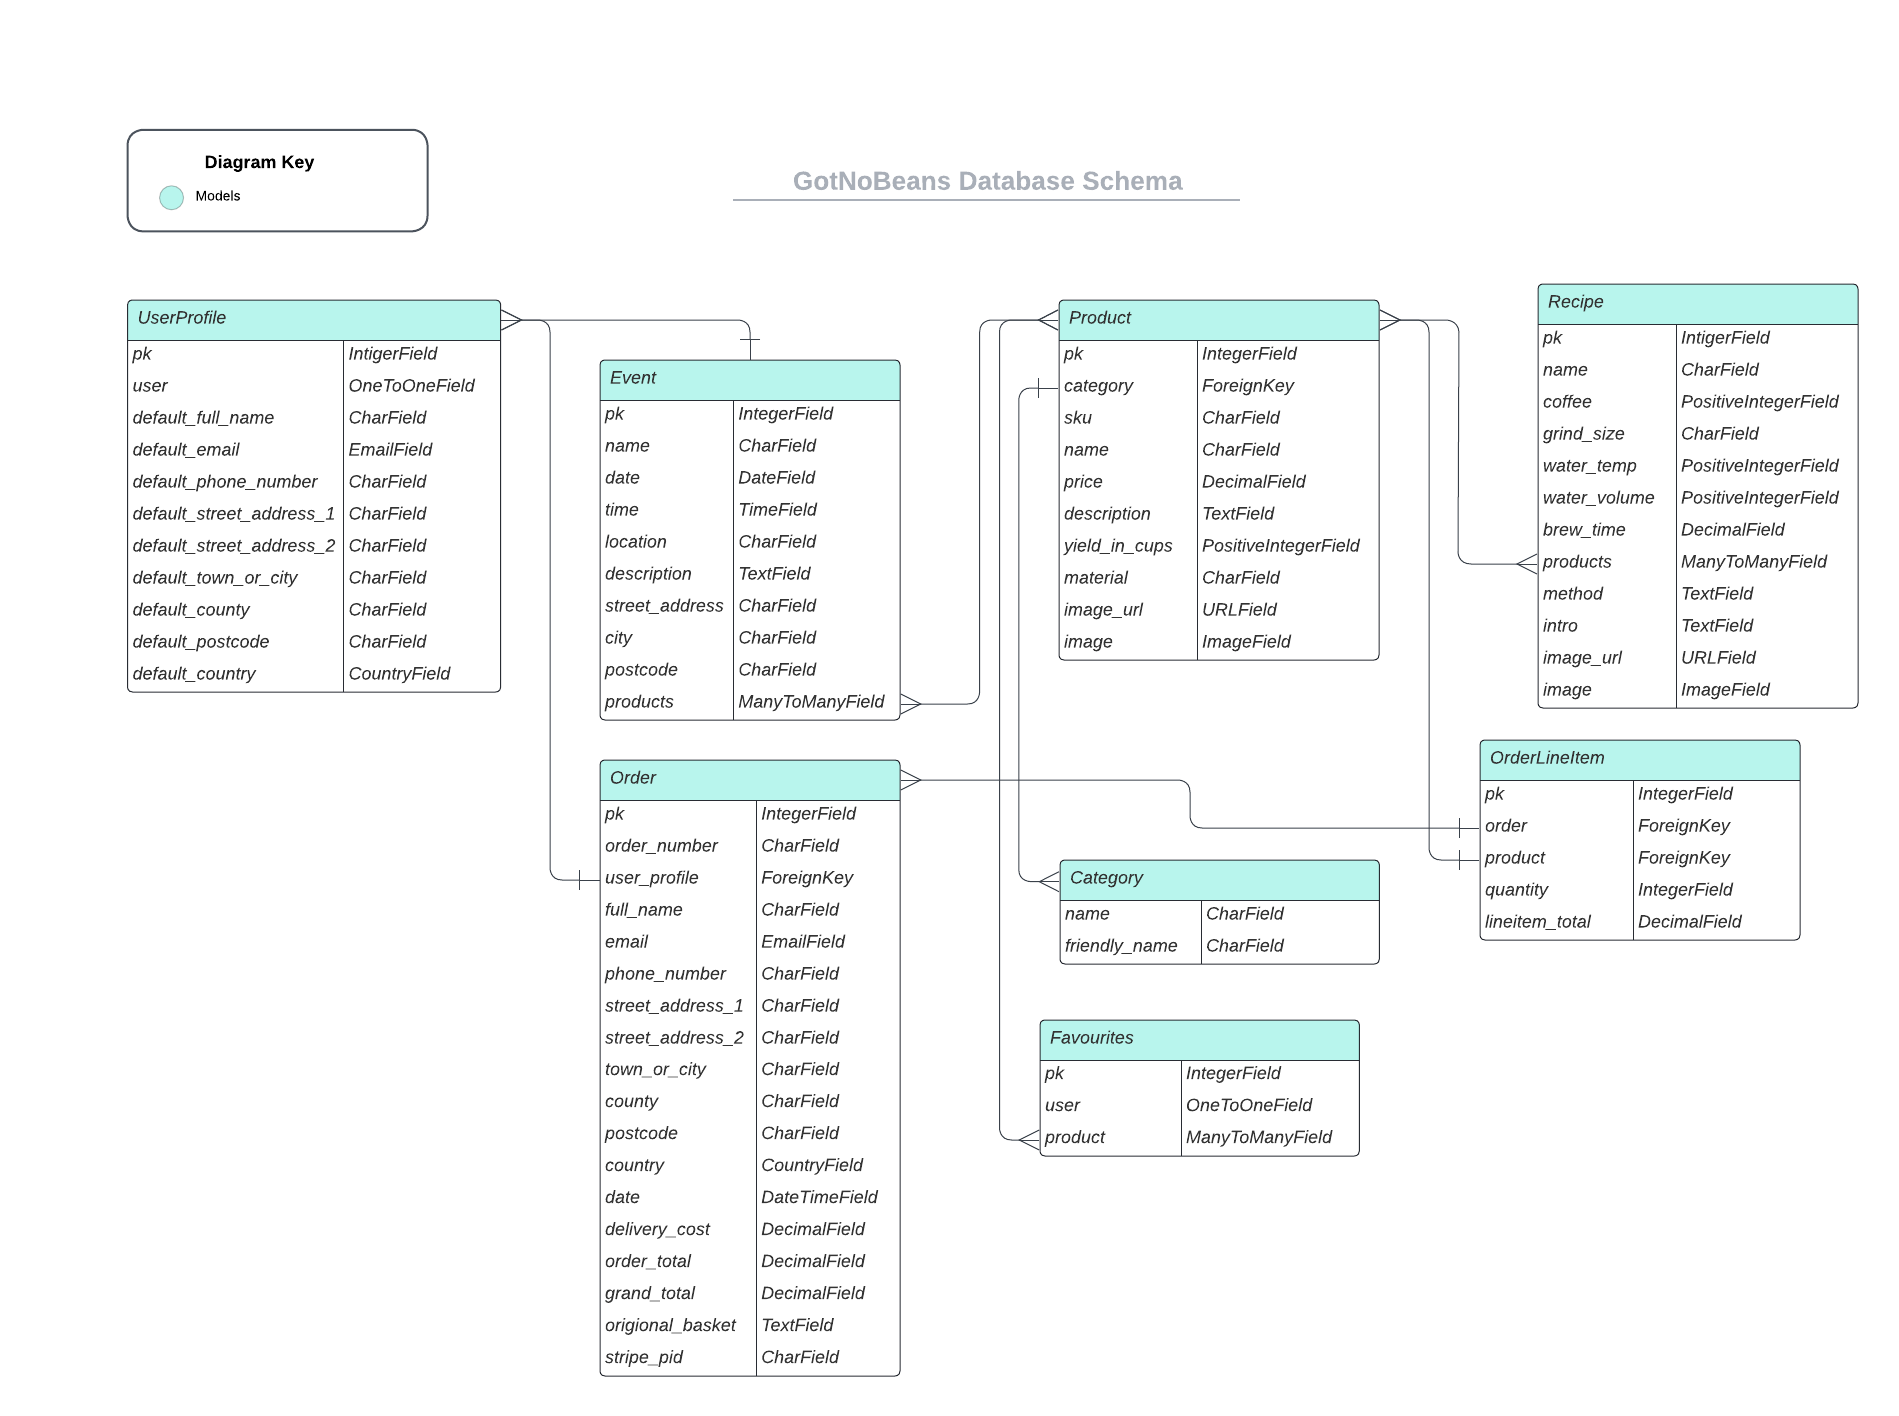 Diagram Key
Models
GotNoBeans Database Schema
UserProfile
pk IntigerField
user OneToOneField
default_full_name CharField
default_email EmailField
default_phone_number CharField
default_street_address_1 CharField
default_street_address_2 CharField
default_town_or_city CharField
default_county CharField
default_postcode CharField
default_country CountryField
Event
pk IntegerField
name CharField
date DateField
time TimeField
location CharField
description TextField
street_address CharField
city CharField
postcode CharField
products ManyToManyField
Order
pk IntegerField
order_number CharField
user_profile ForeignKey
full_name CharField
email EmailField
phone_number CharField
street_address_1 CharField
street_address_2 CharField
town_or_city CharField
county CharField
postcode CharField
country CountryField
date DateTimeField
delivery_cost DecimalField
order_total DecimalField
grand_total DecimalField
origional_basket TextField
stripe_pid CharField
Product
pk IntegerField
category ForeignKey
sku CharField
name CharField
price DecimalField
description TextField
yield_in_cups PositiveIntegerField
material CharField
image_url URLField
image ImageField
Category
name CharField
friendly_name CharField
Favourites
pk IntegerField
user OneToOneField
product ManyToManyField
Recipe
pk IntigerField
name CharField
coffee PositiveIntegerField
grind_size CharField
water_temp PositiveIntegerField
water_volume PositiveIntegerField
brew_time DecimalField
products ManyToManyField
method TextField
intro TextField
image_url URLField
image ImageField
OrderLineItem
pk IntegerField
order ForeignKey
product ForeignKey
quantity IntegerField
lineitem_total DecimalField